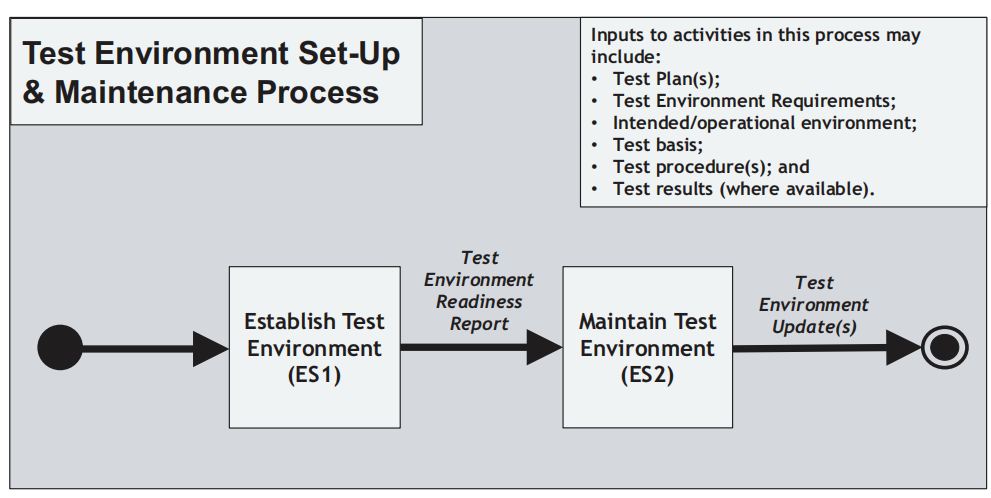 Test Environment Set-Up
& Maintenance Process
Inputs to activities in this process may
include:
• Test Plan(s);
• Test Environment Requirements;
• Intended/operational environment;
• Test basis;
• Test procedure(s); and
• Test results (where available).
Establish Test
Environment
(ES1)
Test
Environment
Readiness
Report
Maintain Test
Environment
(ES2)
Test
Environment
Update(s)